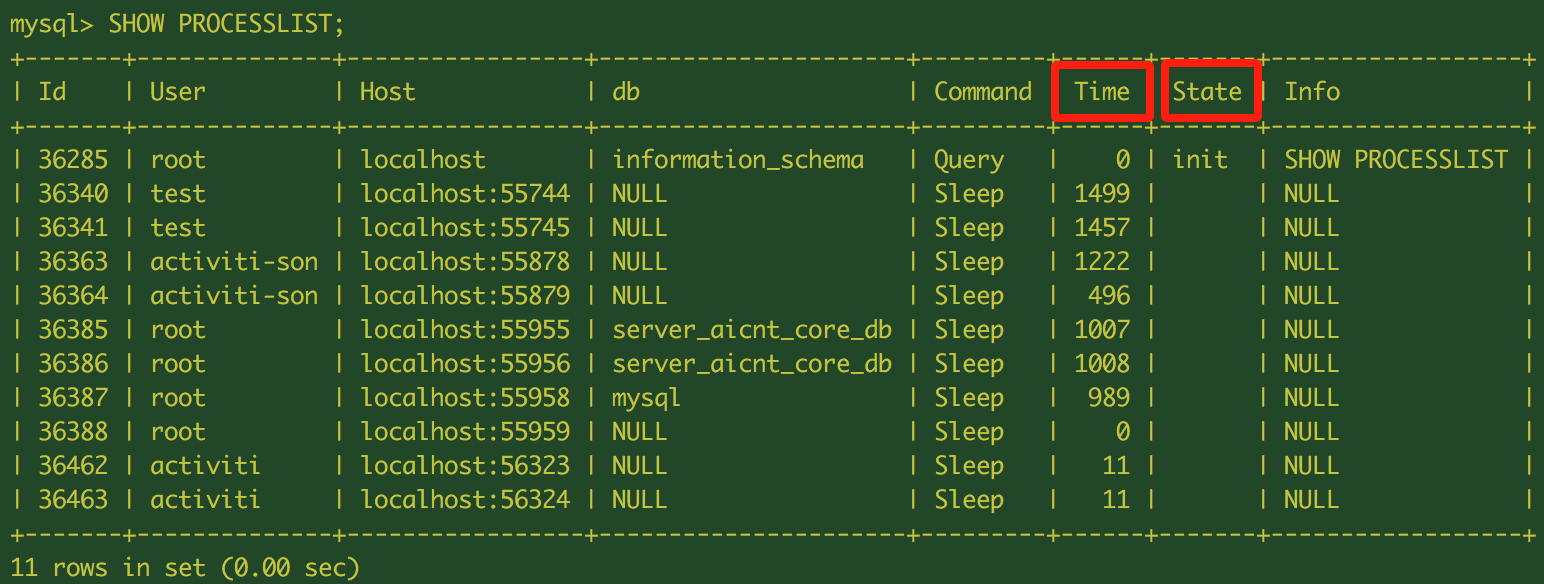 mysql> SHOW PROCESSLIST;
+-------+--------------+-----------------+-----------------------+---------+------+-------+------------------+
| Id    | User         | Host            | db                    | Command | Time | State | Info             |
+-------+--------------+-----------------+-----------------------+---------+------+-------+------------------+
| 36285 | root         | localhost       | information_schema    | Query   |    0 | init  | SHOW PROCESSLIST |
| 36340 | test         | localhost:55744 | NULL                  | Sleep   | 1499 |       | NULL             |
| 36341 | test         | localhost:55745 | NULL                  | Sleep   | 1457 |       | NULL             |
| 36363 | activiti-son | localhost:55878 | NULL                  | Sleep   | 1222 |       | NULL             |
| 36364 | activiti-son | localhost:55879 | NULL                  | Sleep   |  496 |       | NULL             |
| 36385 | root         | localhost:55955 | server_aicnt_core_db  | Sleep   | 1007 |       | NULL             |
| 36386 | root         | localhost:55956 | server_aicnt_core_db  | Sleep   | 1008 |       | NULL             |
| 36387 | root         | localhost:55958 | mysql                 | Sleep   |  989 |       | NULL             |
| 36388 | root         | localhost:55959 | NULL                  | Sleep   |    0 |       | NULL             |
| 36462 | activiti     | localhost:56323 | NULL                  | Sleep   |   11 |       | NULL             |
| 36463 | activiti     | localhost:56324 | NULL                  | Sleep   |   11 |       | NULL             |
+-------+--------------+-----------------+-----------------------+---------+------+-------+------------------+
11 rows in set (0.00 sec)